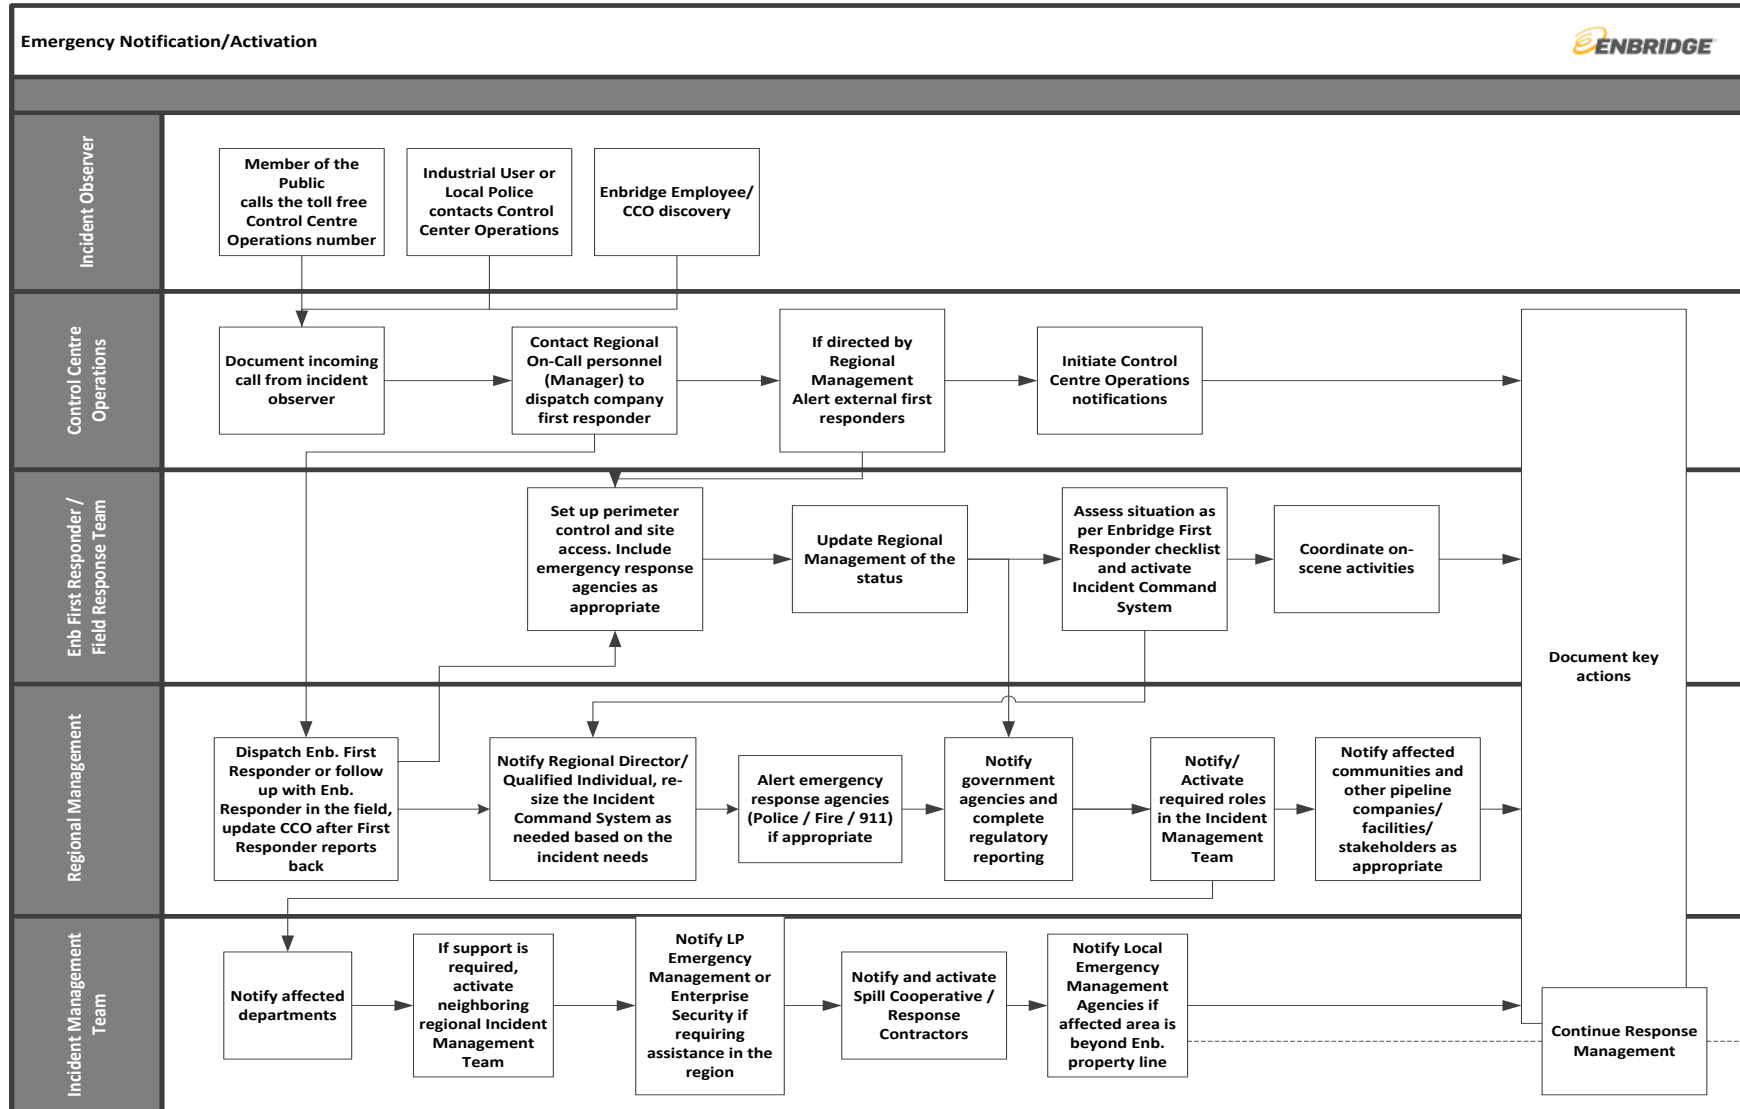 Emergency Notification/Activation
ENBRIDGE
Incident Observer
Member of the
Public
calls the toll free
Control Centre
Operations number
Industrial User or
Local Police
contacts Control
Center Operations
Enbridge Employee/
CCO discovery
Control Centre
Operations
Document incoming
call from incident
observer
Contact Regional
On-Call personnel
(Manager) to
dispatch company
first responder
If directed by
Regional
Management
Alert external first
responders
Initiate Control
Centre Operations
notifications
Enb First Responder /
Field Response Team
Set up perimeter
control and site
access. Include
emergency response
agencies as
appropriate
Update Regional
Management of the
status
Assess situation as
per Enbridge First
Responder checklist
and activate
Incident Command
System
Coordinate on-
scene activities
Document key
actions
Regional Management
Dispatch Enb. First
Responder or follow
up with Enb.
Responder in the field,
update CCO after First
Responder reports
back
Notify Regional Director/
Qualified Individual, re-
size the Incident
Command System as
needed based on the
incident needs
Alert emergency
response agencies
(Police / Fire / 911)
if appropriate
Notify
government
agencies and
complete
regulatory
reporting
Notify/
Activate
required roles
in the Incident
Management
Team
Notify affected
communities and
other pipeline
companies/
facilities/
stakeholders as
appropriate
Incident Management
Team
Notify affected
departments
If support is
required,
activate
neighboring
regional Incident
Management
Team
Notify LP
Emergency
Management or
Enterprise
Security if
requiring
assistance in the
region
Notify and activate
Spill Cooperative /
Response
Contractors
Notify Local
Emergency
Management
Agencies if
affected area is
beyond Enb.
property line
Continue Response
Management